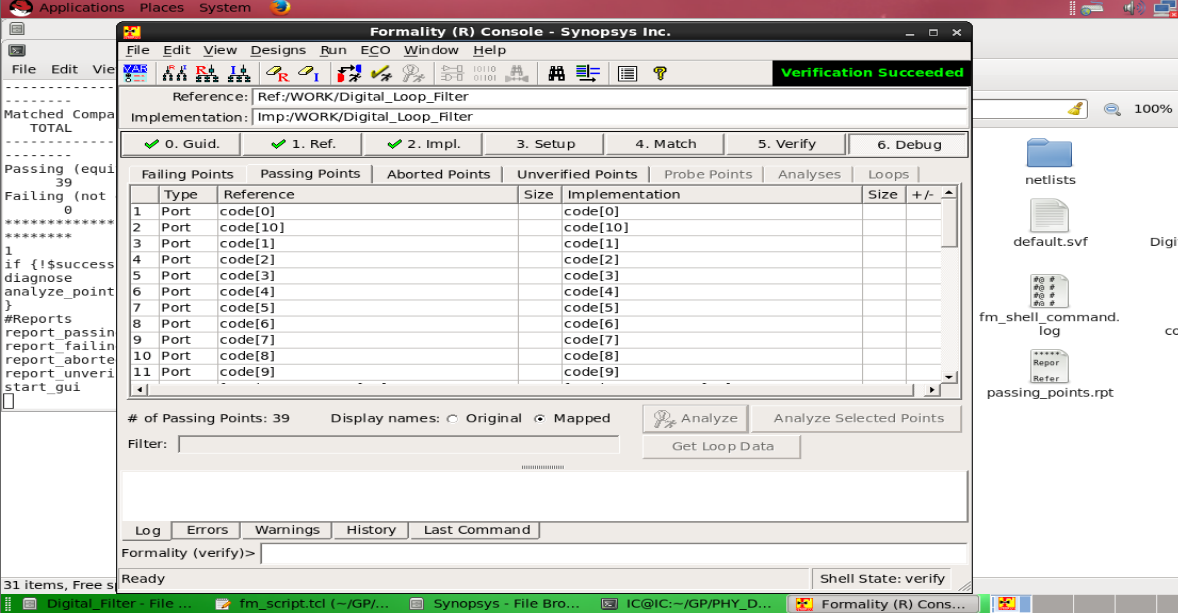 Applications Places System
Formality (R) Console - Synopsys Inc.
File Edit View Designs Run ECO Window Help
Verification Succeeded
Reference: Ref:/WORK/Digital_Loop_Filter
Implementation: Imp:/WORK/Digital_Loop_Filter
0. Guid. 1. Ref. 2. Impl. 3. Setup 4. Match 5. Verify 6. Debug
Failing Points Passing Points Aborted Points Unverified Points Probe Points Analyses Loops
Type Reference Size Implementation Size +/-
1 Port code[0] code[0]
2 Port code[10] code[10]
3 Port code[1] code[1]
4 Port code[2] code[2]
5 Port code[3] code[3]
6 Port code[4] code[4]
7 Port code[5] code[5]
8 Port code[6] code[6]
9 Port code[7] code[7]
10 Port code[8] code[8]
11 Port code[9] code[9]
# of Passing Points: 39 Display names: Original Mapped Analyze Analyze Selected Points
Filter: Get Loop Data
Log Errors Warnings History Last Command
Formality (verify)>
Ready Shell State: verify
File Edit Vie
--------------
--------
Matched Compa
TOTAL
--------------
--------
Passing (equi
39
Failing (not
0
*************
********
1
if {!$success
diagnose
analyze_point
}
#Reports
report_passin
report_failin
report_aborte
report_unveri
start_gui
31 items, Free s
100%
netlists
default.svf Digi
fm_shell_command.
log cc
passing_points.rpt
Digital_Filter - File ... fm_script.tcl (~/GP/... Synopsys - File Bro... IC@IC:~/GP/PHY_D... Formality (R) Cons...